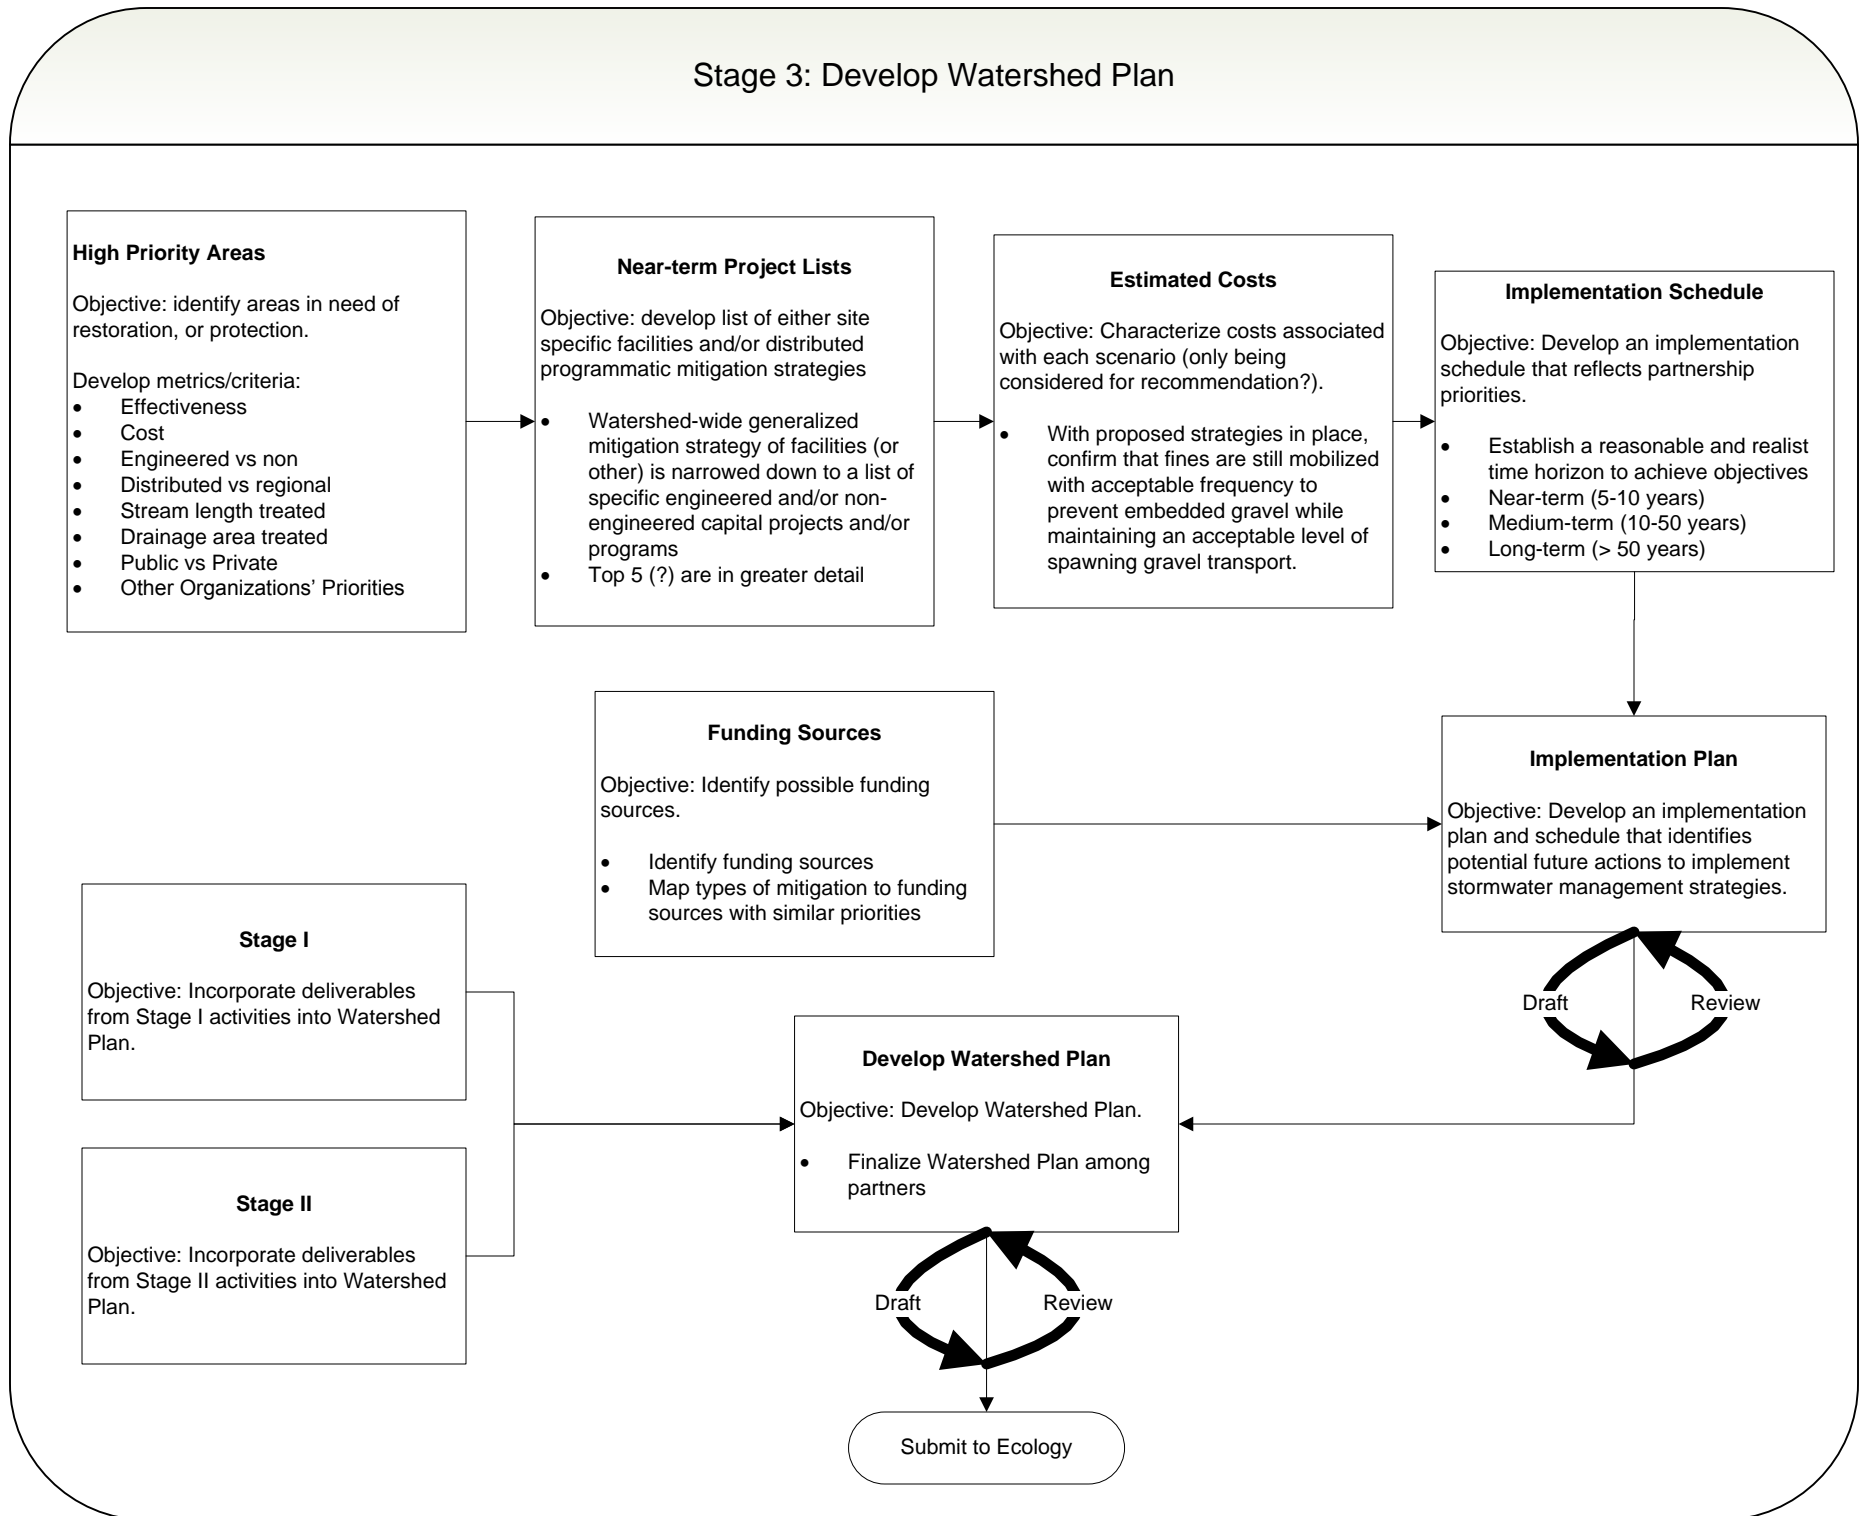 Stage 3: Develop Watershed Plan
High Priority Areas
Objective: identify areas in need of
restoration, or protection.
Develop metrics/criteria:
• Effectiveness
• Cost
• Engineered vs non
• Distributed vs regional
• Stream length treated
• Drainage area treated
• Public vs Private
• Other Organizations’ Priorities
Near-term Project Lists
Objective: develop list of either site
specific facilities and/or distributed
programmatic mitigation strategies
• Watershed-wide generalized
mitigation strategy of facilities (or
other) is narrowed down to a list of
specific engineered and/or non-
engineered capital projects and/or
programs
• Top 5 (?) are in greater detail
Estimated Costs
Objective: Characterize costs associated
with each scenario (only being
considered for recommendation?).
• With proposed strategies in place,
confirm that fines are still mobilized
with acceptable frequency to
prevent embedded gravel while
maintaining an acceptable level of
spawning gravel transport.
Implementation Schedule
Objective: Develop an implementation
schedule that reflects partnership
priorities.
• Establish a reasonable and realist
time horizon to achieve objectives
• Near-term (5-10 years)
• Medium-term (10-50 years)
• Long-term (> 50 years)
Funding Sources
Objective: Identify possible funding
sources.
• Identify funding sources
• Map types of mitigation to funding
sources with similar priorities
Implementation Plan
Objective: Develop an implementation
plan and schedule that identifies
potential future actions to implement
stormwater management strategies.
Draft
Review
Stage I
Objective: Incorporate deliverables
from Stage I activities into Watershed
Plan.
Stage II
Objective: Incorporate deliverables
from Stage II activities into Watershed
Plan.
Develop Watershed Plan
Objective: Develop Watershed Plan.
• Finalize Watershed Plan among
partners
Draft
Review
Submit to Ecology